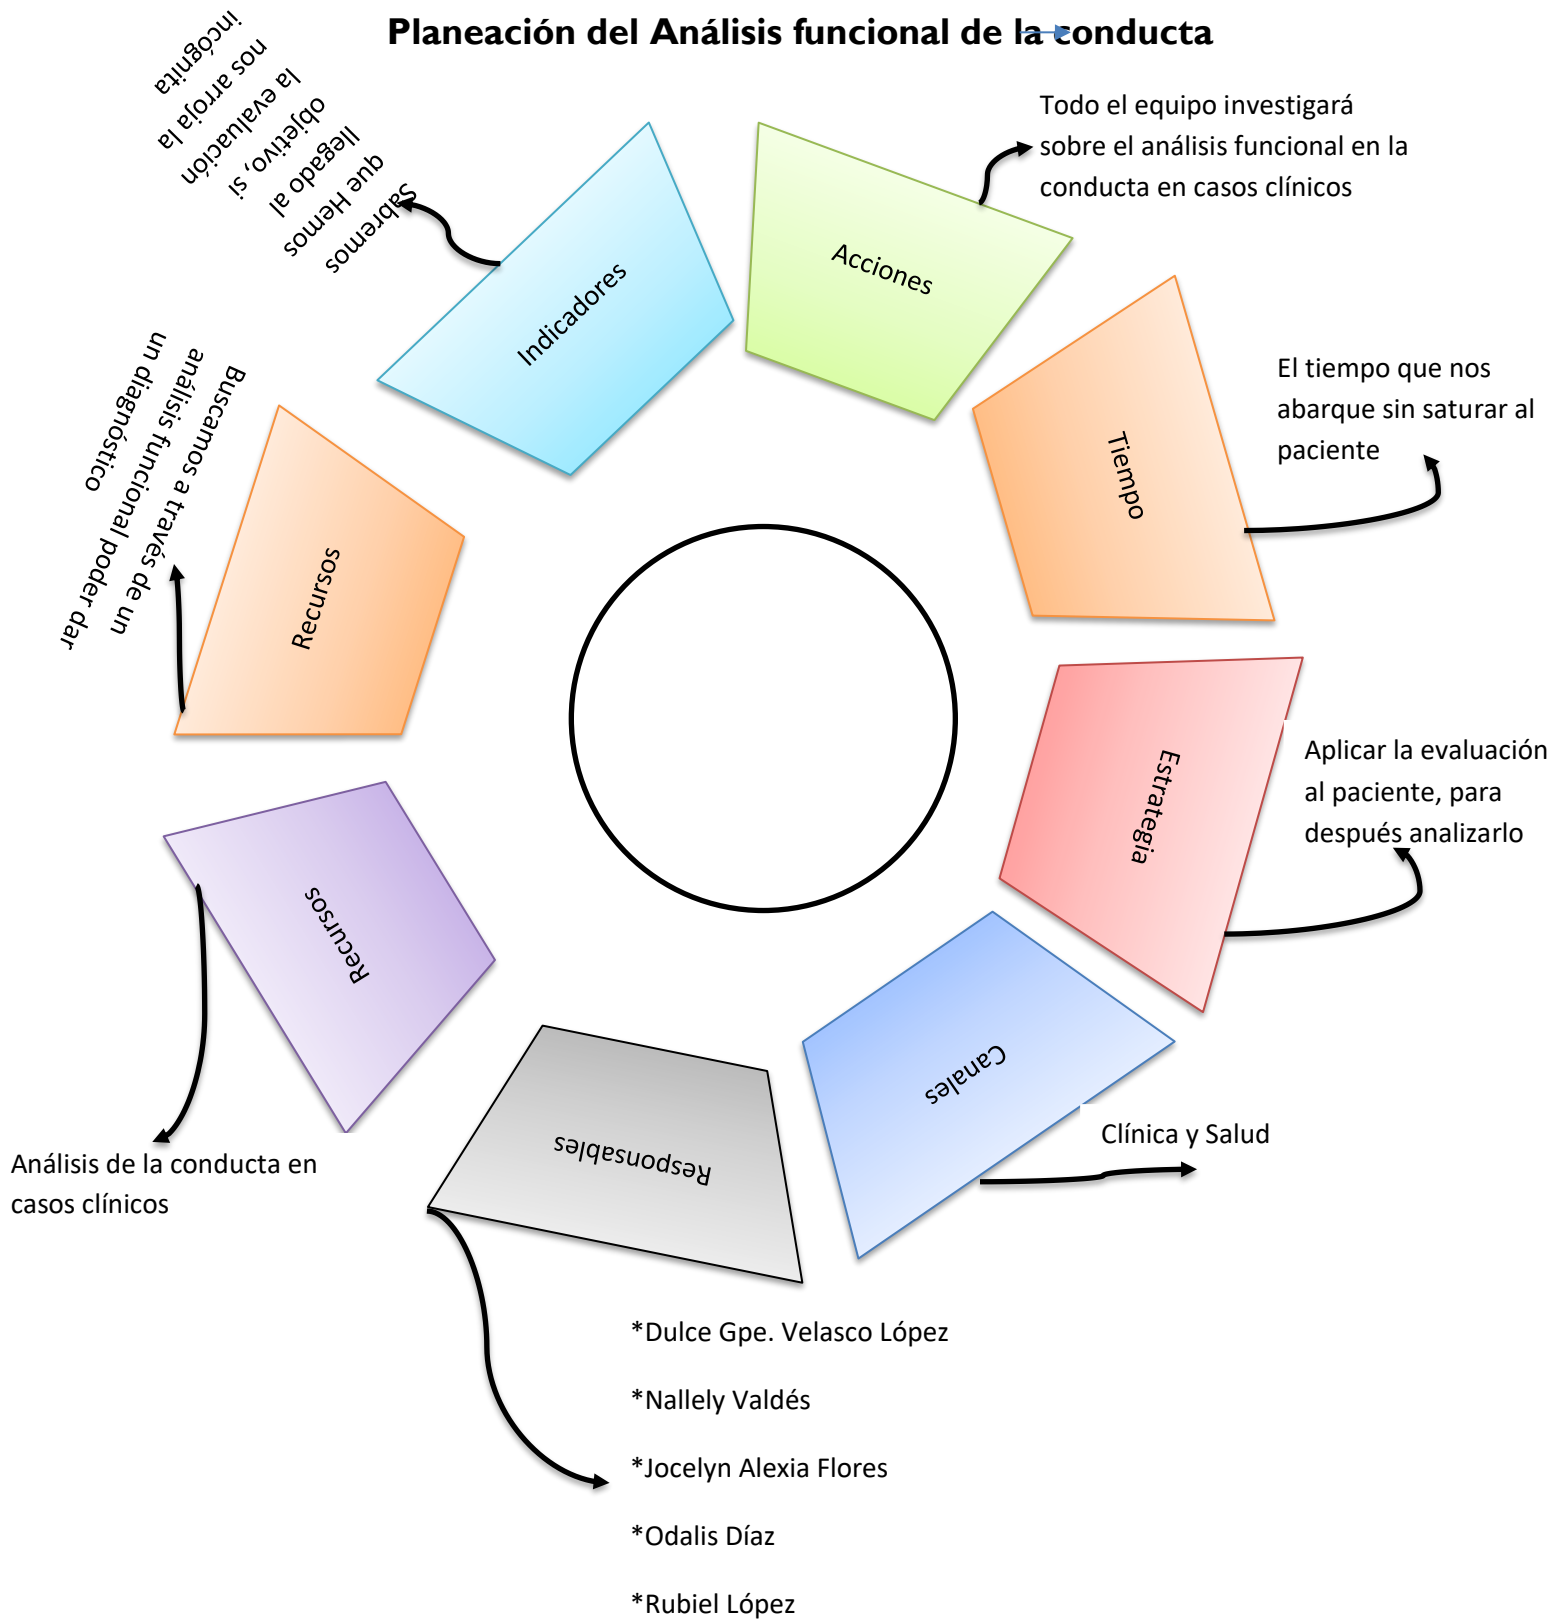 Planeación del Análisis funcional de la conducta
Sabremos
que Hemos
llegado al
objetivo, si
la evaluación
nos arroja la
incógnita
Indicadores
Acciones
Todo el equipo investigará
sobre el análisis funcional en la
conducta en casos clínicos
Tiempo
El tiempo que nos
abarque sin saturar al
paciente
Estrategia
Aplicar la evaluación
al paciente, para
después analizarlo
Canales
Clínica y Salud
Responsables
*Dulce Gpe. Velasco López
*Nallely Valdés
*Jocelyn Alexia Flores
*Odalis Díaz
*Rubiel López
Recursos
Análisis de la conducta en
casos clínicos
Recursos
Buscamos a través de un
análisis funcional poder dar
un diagnóstico